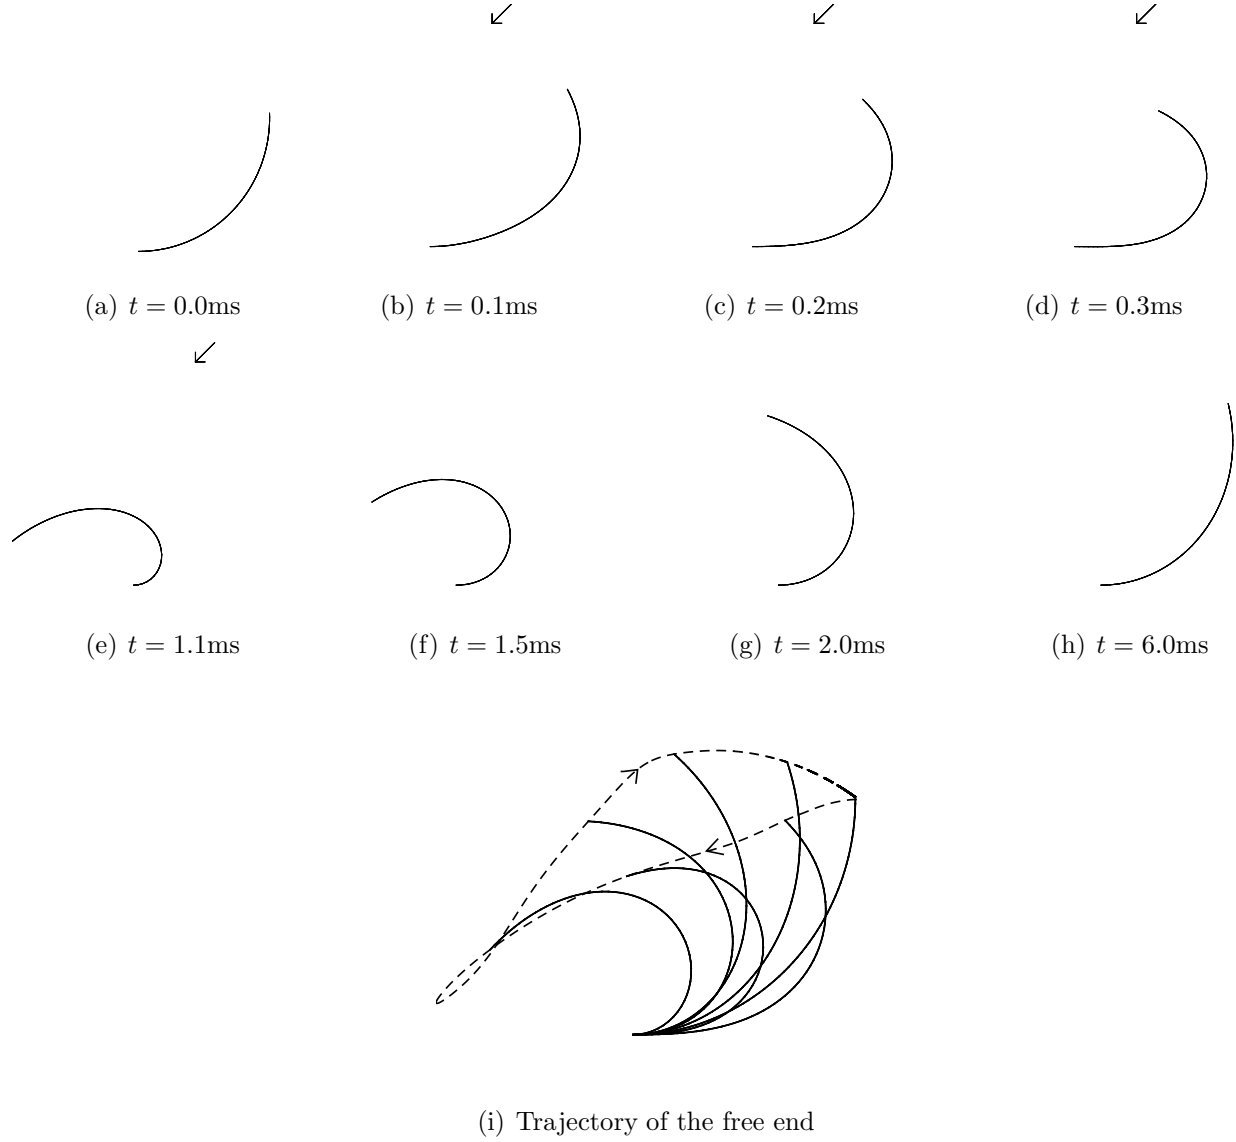 (a) t = 0.0ms
(b) t = 0.1ms
(c) t = 0.2ms
(d) t = 0.3ms
(e) t = 1.1ms
(f) t = 1.5ms
(g) t = 2.0ms
(h) t = 6.0ms
(i) Trajectory of the free end